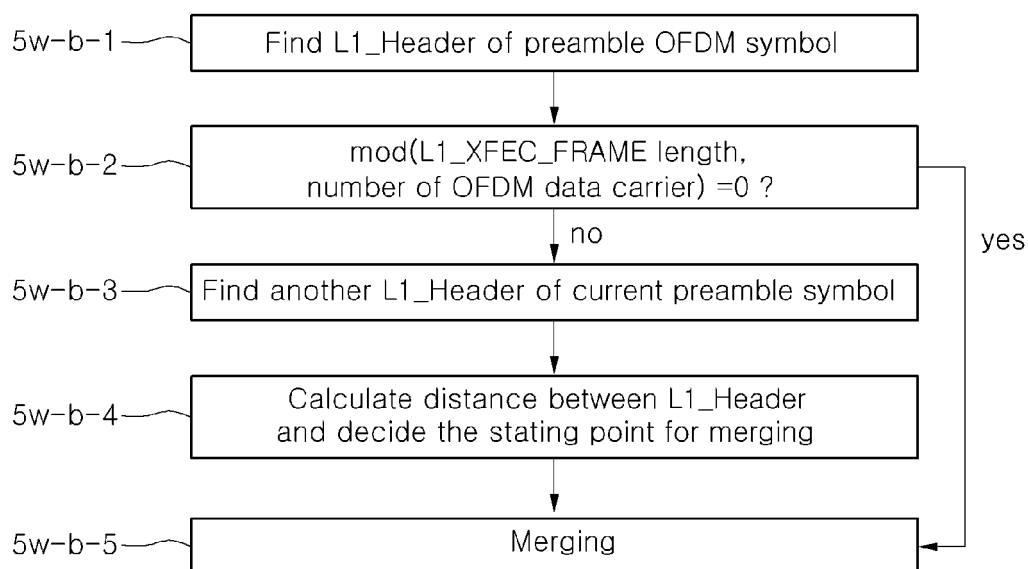 5w-b-1
Find L1_Header of preamble OFDM symbol
5w-b-2
mod(L1_XFEC_FRAME length,
number of OFDM data carrier) =0 ?
yes
no
5w-b-3
Find another L1_Header of current preamble symbol
5w-b-4
Calculate distance between L1_Header
and decide the stating point for merging
5w-b-5
Merging